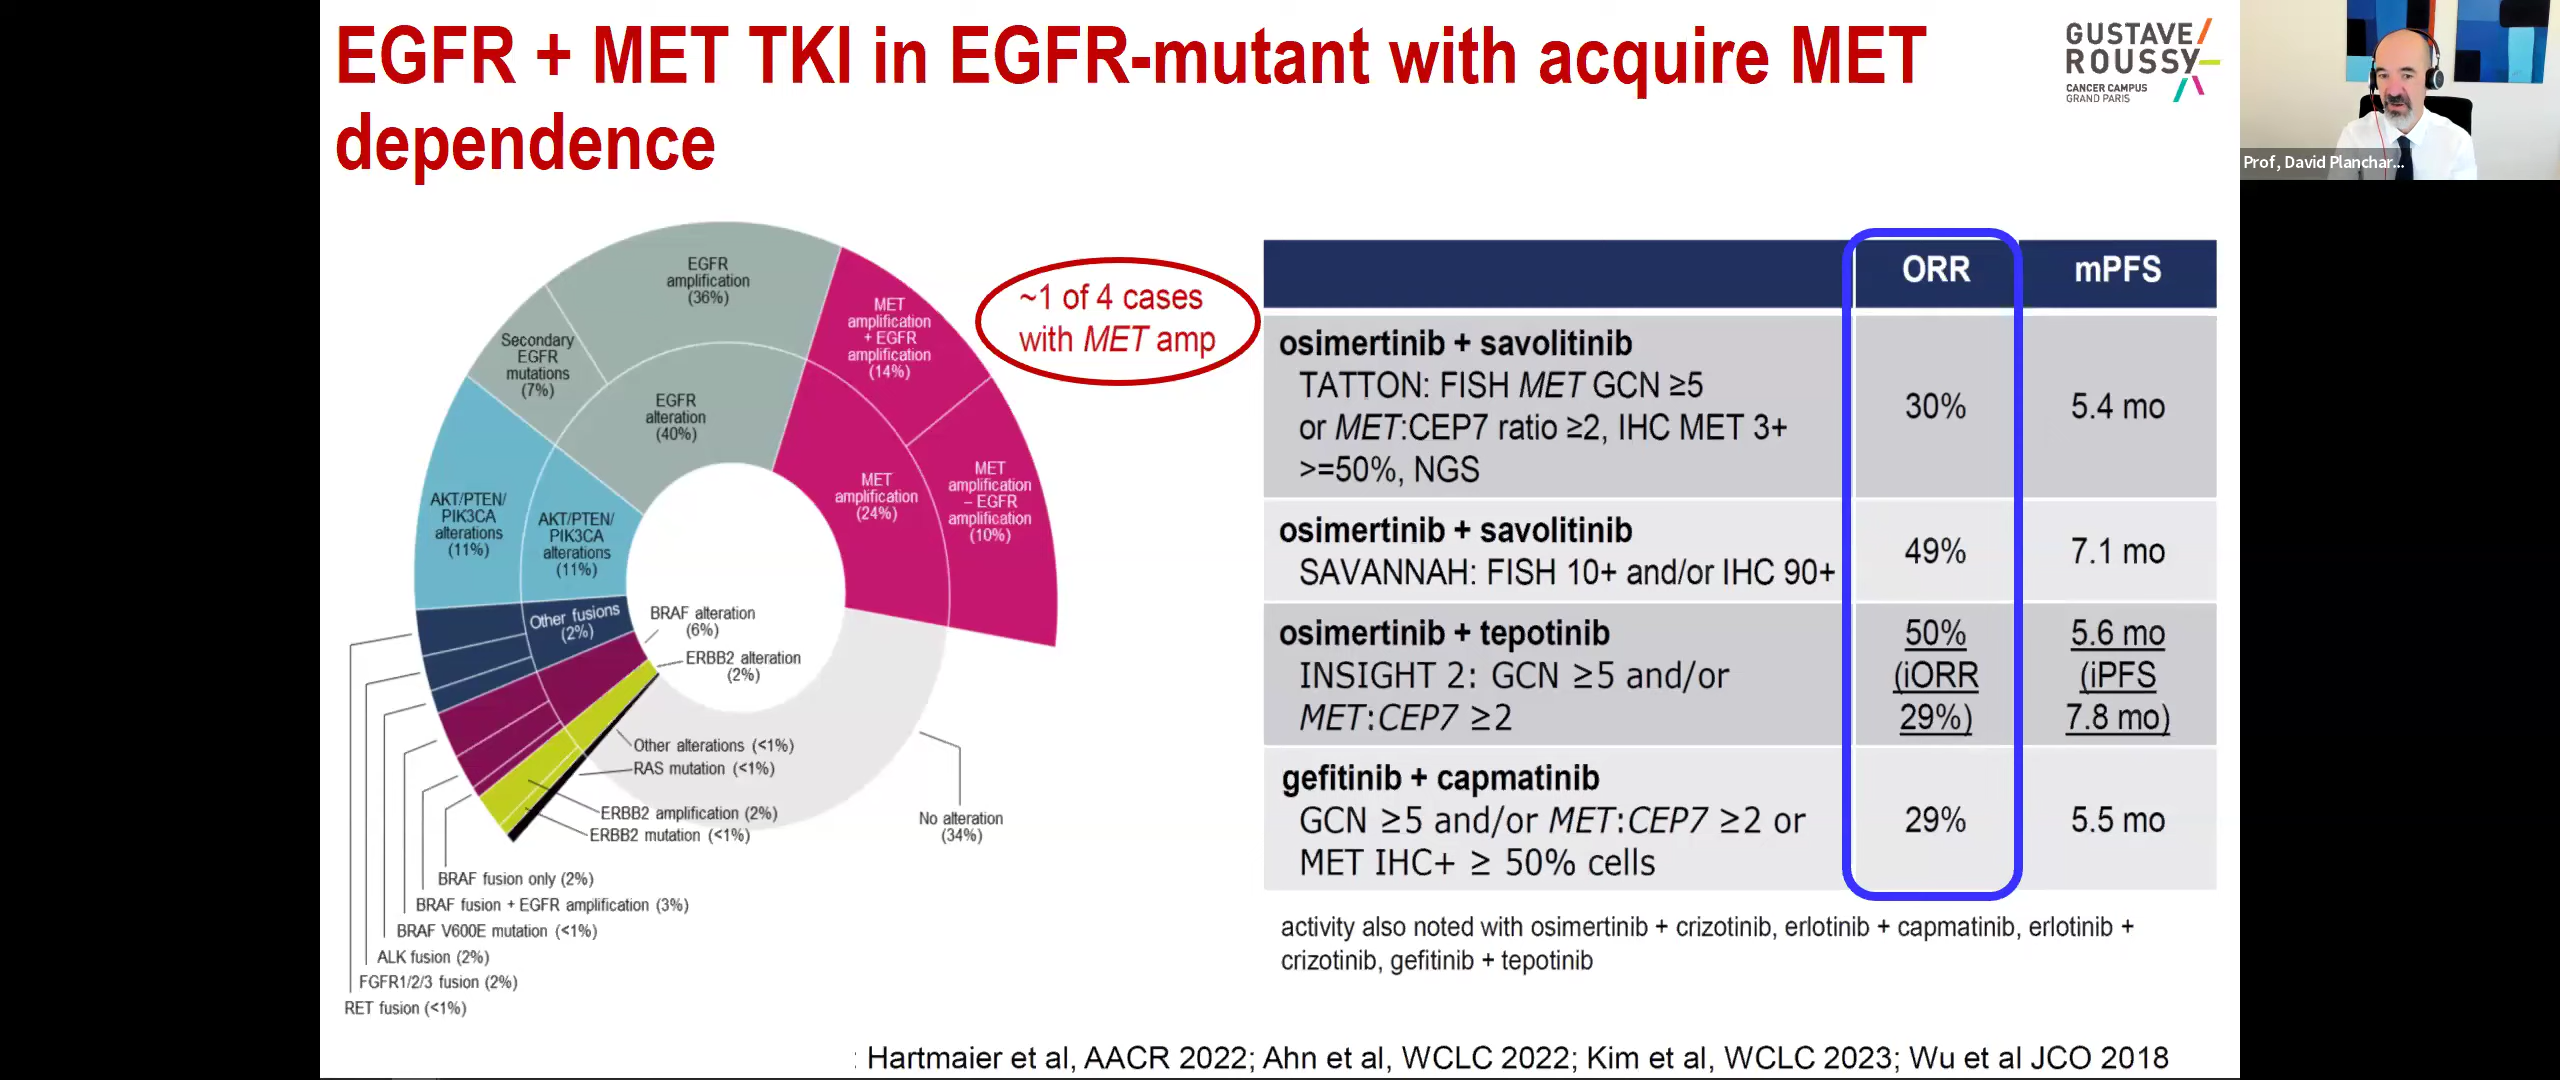 EGFR + MET TKI in EGFR-mutant with acquire MET
dependence
GUSTAVE
ROUSSY
CANCER CAMPUS
GRAND PARIS
Prof, David Planchar...
EGFR
amplification
(36%)
Secondary
EGFR
mutations
(7%)
EGFR
alteration
(40%)
MET
amplification
+ EGFR
amplification
(14%)
~1 of 4 cases
with MET amp
MET
amplification
(24%)
MET
amplification
– EGFR
amplification
(10%)
AKT/PTEN/
PIK3CA
alterations
(11%)
AKT/PTEN/
PIK3CA
alterations
(11%)
Other fusions
(2%)
BRAF alteration
(6%)
ERBB2 alteration
(2%)
Other alterations (<1%)
RAS mutation (<1%)
ERBB2 amplification (2%)
ERBB2 mutation (<1%)
No alteration
(34%)
BRAF fusion only (2%)
BRAF fusion + EGFR amplification (3%)
BRAF V600E mutation (<1%)
ALK fusion (2%)
FGFR1/2/3 fusion (2%)
RET fusion (<1%)
ORR mPFS
osimertinib + savolitinib
TATTON: FISH MET GCN ≥5
or MET:CEP7 ratio ≥2, IHC MET 3+
>=50%, NGS
30% 5.4 mo
osimertinib + savolitinib
SAVANNAH: FISH 10+ and/or IHC 90+
49% 7.1 mo
osimertinib + tepotinib
INSIGHT 2: GCN ≥5 and/or
MET:CEP7 ≥2
50%
(iORR
29%)
5.6 mo
(iPFS
7.8 mo)
gefitinib + capmatinib
GCN ≥5 and/or MET:CEP7 ≥2 or
MET IHC+ ≥ 50% cells
29% 5.5 mo
activity also noted with osimertinib + crizotinib, erlotinib + capmatinib, erlotinib +
crizotinib, gefitinib + tepotinib
: Hartmaier et al, AACR 2022; Ahn et al, WCLC 2022; Kim et al, WCLC 2023; Wu et al JCO 2018